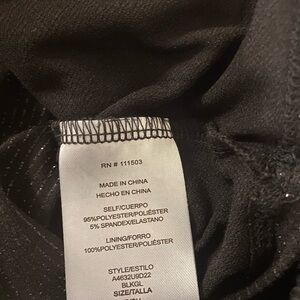 RN # 111503
MADE IN CHINA
HECHO EN CHINA
SELF/CUERPO
95%POLYESTER/POLIÉSTER
5% SPANDEX/ELASTANO
LINING/FORRO
100%POLYESTER/POLIÉSTER
STYLE/ESTILO
A4632U9D22
BLKGL
SIZE/TALLA